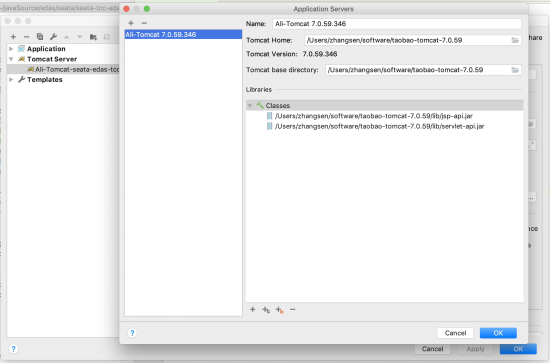 Application Servers
Name: Ali-Tomcat 7.0.59.346
Ali-Tomcat 7.0.59.346
Tomcat Home: /Users/zhangsen/software/taobao-tomcat-7.0.59
Tomcat Version: 7.0.59.346
Tomcat base directory: /Users/zhangsen/software/taobao-tomcat-7.0.59
Libraries
Classes
/Users/zhangsen/software/taobao-tomcat-7.0.59/lib/jsp-api.jar
/Users/zhangsen/software/taobao-tomcat-7.0.59/lib/servlet-api.jar
? Cancel OK
~/javaSource/edas/seata/seata-tcc-edas
Application
Tomcat Server
Ali-Tomcat-seata-edas-tcc
Templates
hare
nce
? Cancel Apply OK